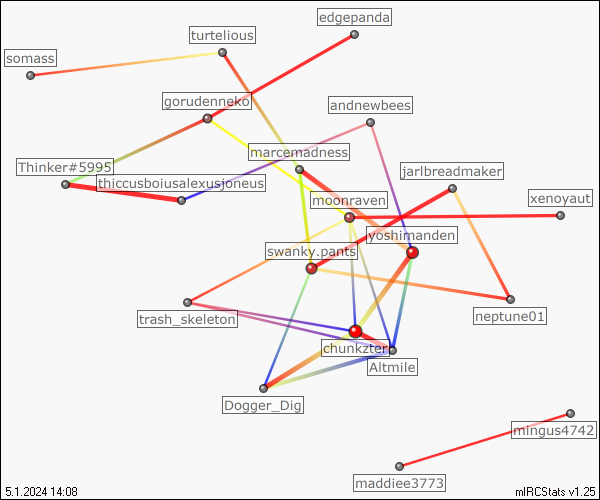 edgepanda
turtelious
somass
gorudenneko
andnewbees
marcemadness
Thinker#5995
jarlbreadmaker
thiccusboiusalexusjoneus
moonraven
xenoyaut
yoshimanden
swanky.pants
neptune01
trash_skeleton
chunkzter
Altmile
Dogger_Dig
mingus4742
maddiee3773
5.1.2024 14:08
mIRCStats v1.25